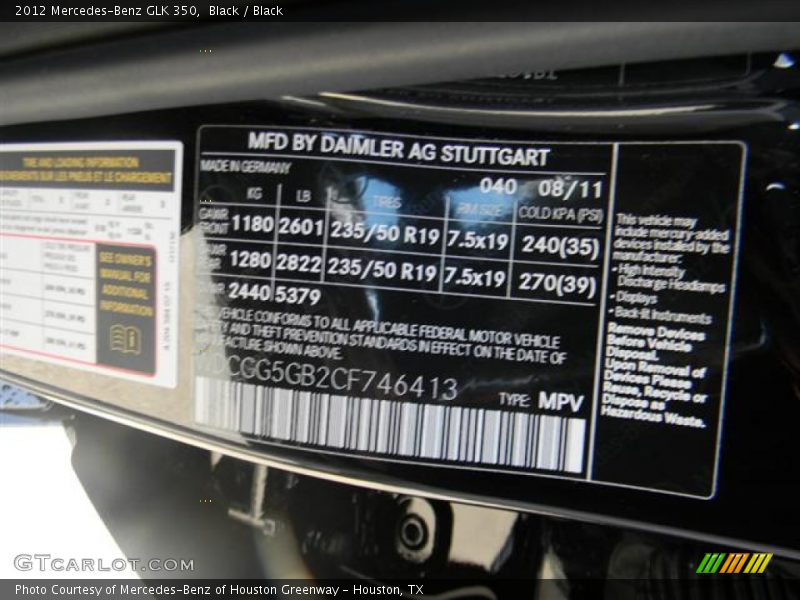 2012 Mercedes-Benz GLK 350, Black / Black
TIRE AND LOADING INFORMATION
SEE OWNER'S
MANUAL FOR
ADDITIONAL
INFORMATION
MFD BY DAIMLER AG STUTTGART
MADE IN GERMANY
040 08/11
KG LB TIRES RIM SIZE COLD KPA (PSI)
GAWR
FRONT 1180 2601 235/50 R19 7.5x19 240(35)
1280 2822 235/50 R19 7.5x19 270(39)
2440 5379
VEHICLE CONFORMS TO ALL APPLICABLE FEDERAL MOTOR VEHICLE
AND THEFT PREVENTION STANDARDS IN EFFECT ON THE DATE OF
MANUFACTURE SHOWN ABOVE.
DCGG5GB2CF746413
TYPE: MPV
This vehicle may
include mercury-added
devices installed by the
manufacturer:
• High Intensity
Discharge Headlamps
• Displays
• Back-lit Instruments
Remove Devices
Before Vehicle
Disposal.
Upon Removal of
Devices Please
Reuse, Recycle or
Dispose as
Hazardous Waste.
GTCARLOT.COM
Photo Courtesy of Mercedes-Benz of Houston Greenway - Houston, TX